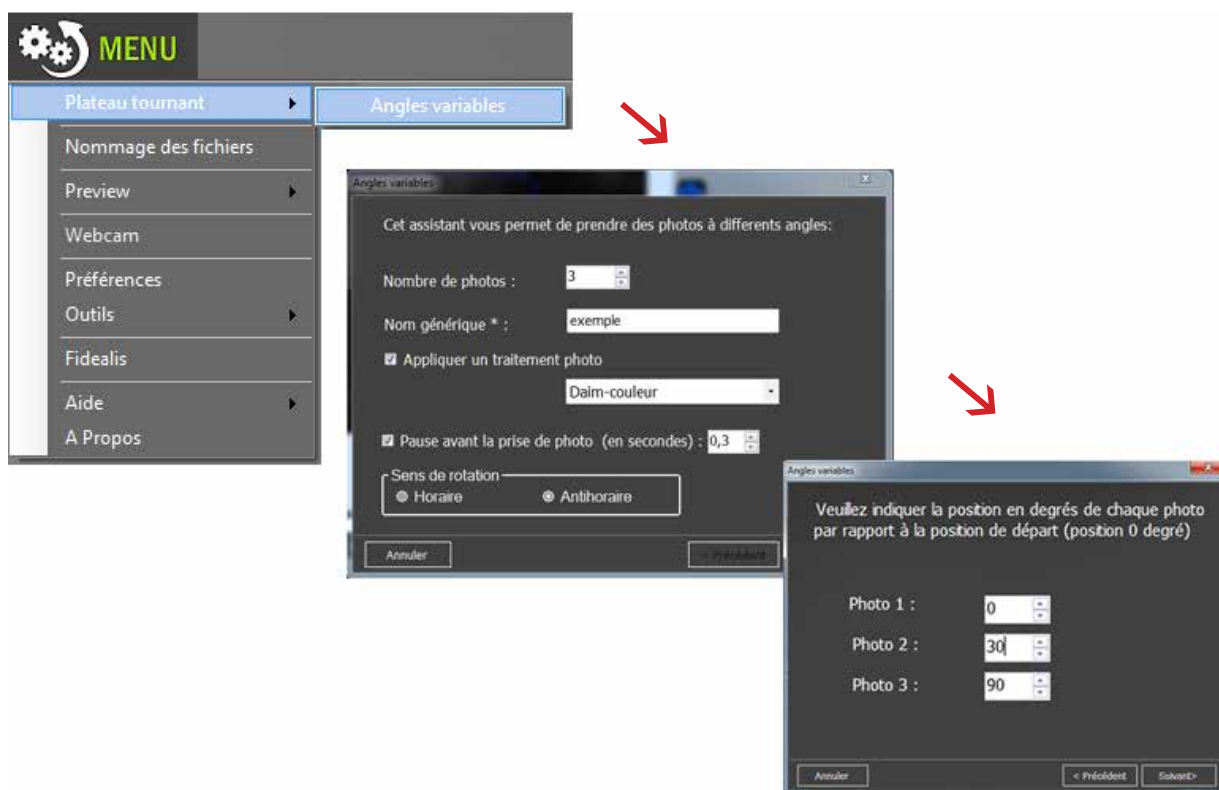 MENU
Plateau tournant
Angles variables
Nommage des fichiers
Preview
Webcam
Préférences
Outils
Fidealis
Aide
A Propos
Angles variables
Cet assistant vous permet de prendre des photos à differents angles:
Nombre de photos : 3
Nom générique * : exemple
Appliquer un traitement photo
Daim-couleur
Pause avant la prise de photo (en secondes) : 0,3
Sens de rotation
Horaire Antihoraire
Annuler < Précédent
Angles variables
Veuillez indiquer la position en degrés de chaque photo
par rapport à la position de départ (position 0 degré)
Photo 1 : 0
Photo 2 : 30
Photo 3 : 90
Annuler < Précédent Suivant>